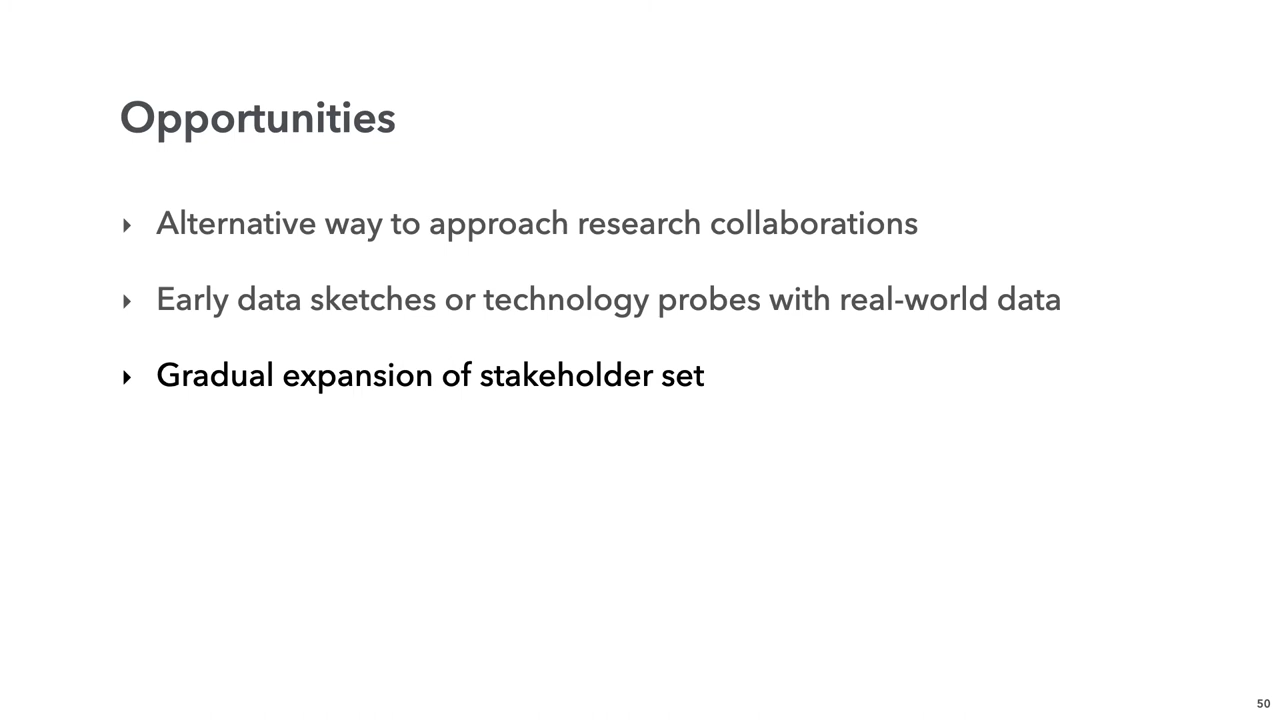 Opportunities
‣ Alternative way to approach research collaborations
‣ Early data sketches or technology probes with real-world data
‣ Gradual expansion of stakeholder set
50